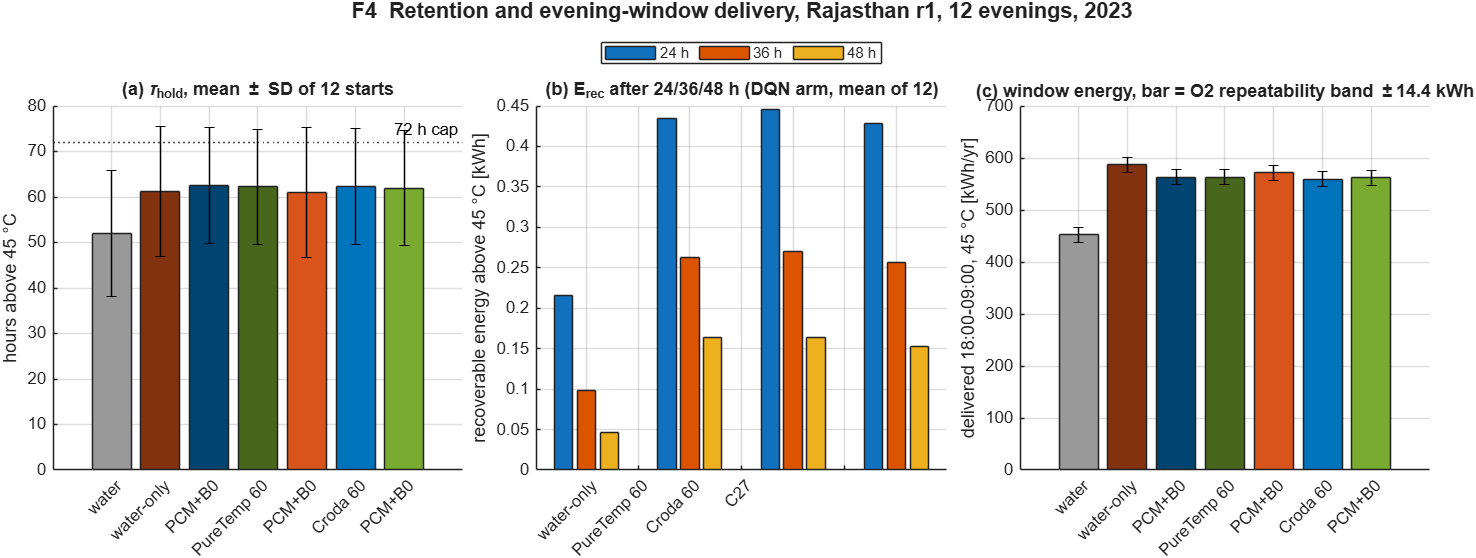 F4 Retention and evening-window delivery, Rajasthan r1, 12 evenings, 2023
24 h 36 h 48 h
(a) τhold, mean ± SD of 12 starts
hours above 45 °C
80
70
60
50
40
30
20
10
0
72 h cap
water
water-only
PCM+B0
PureTemp 60
PCM+B0
Croda 60
PCM+B0
(b) Erec after 24/36/48 h (DQN arm, mean of 12)
recoverable energy above 45 °C [kWh]
0.45
0.4
0.35
0.3
0.25
0.2
0.15
0.1
0.05
0
water-only
PureTemp 60
Croda 60
C27
(c) window energy, bar = O2 repeatability band ± 14.4 kWh
delivered 18:00-09:00, 45 °C [kWh/yr]
700
600
500
400
300
200
100
0
water
water-only
PCM+B0
PureTemp 60
PCM+B0
Croda 60
PCM+B0